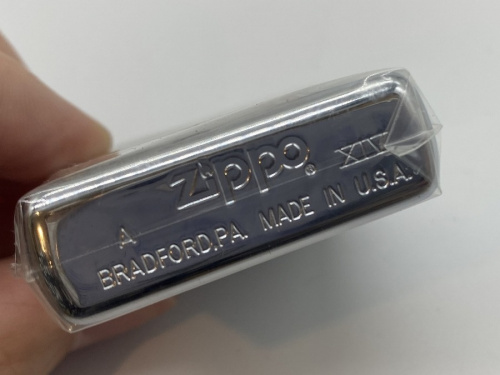 Zippo® XIV
A
BRADFORD,PA. MADE IN U.S.A.